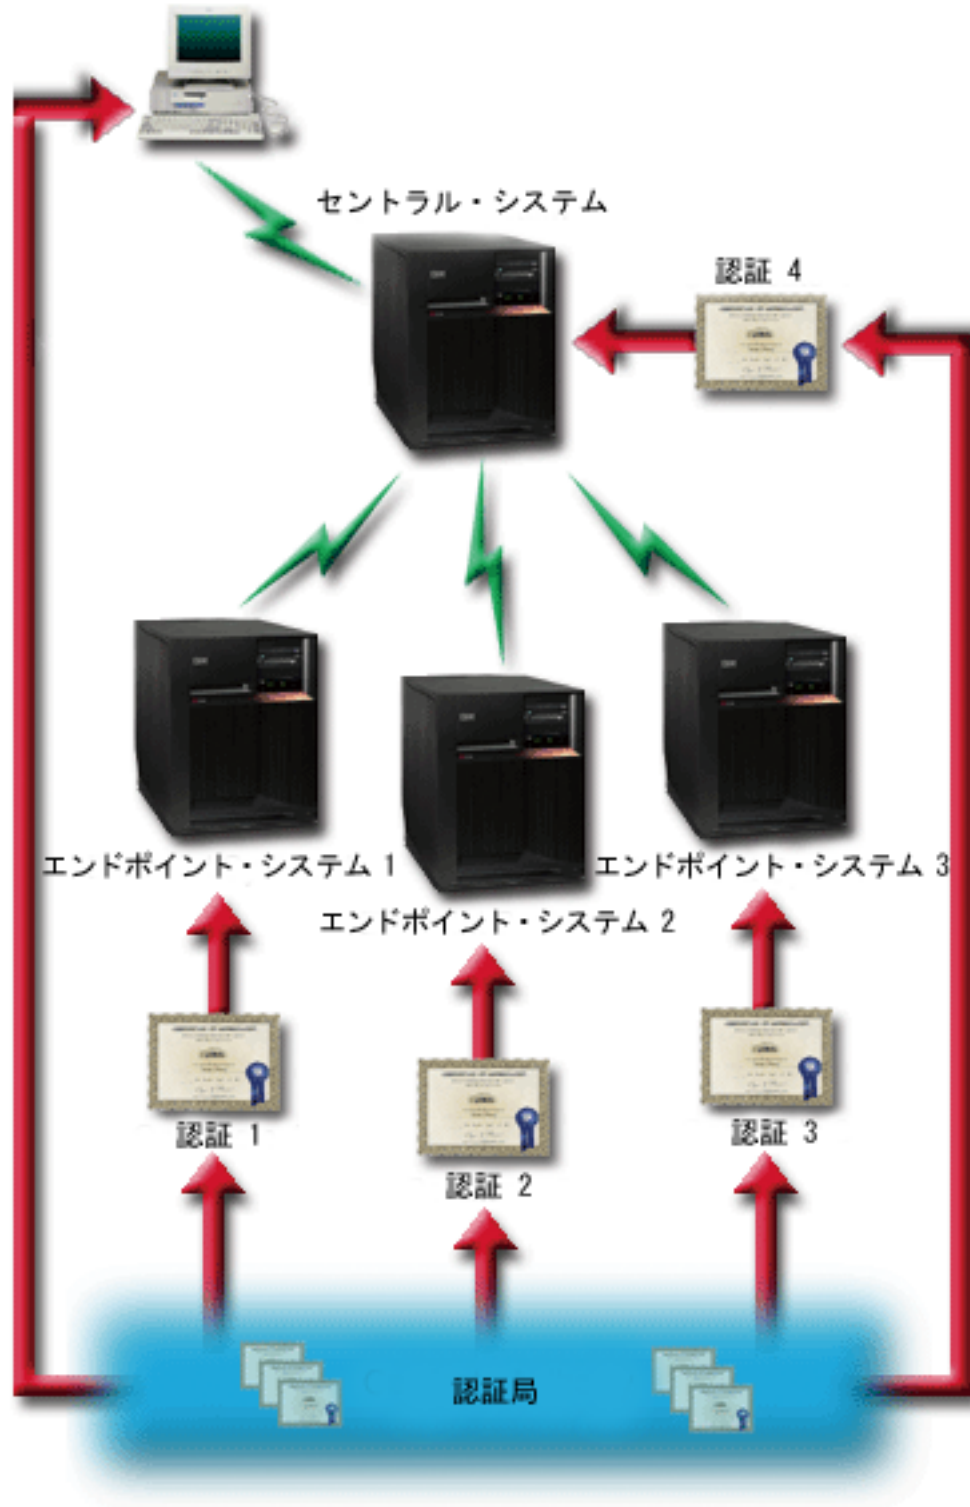 セントラル・システム
認証 4
エンドポイント・システム 1
エンドポイント・システム 3
エンドポイント・システム 2
認証 1
認証 3
認証 2
認証局